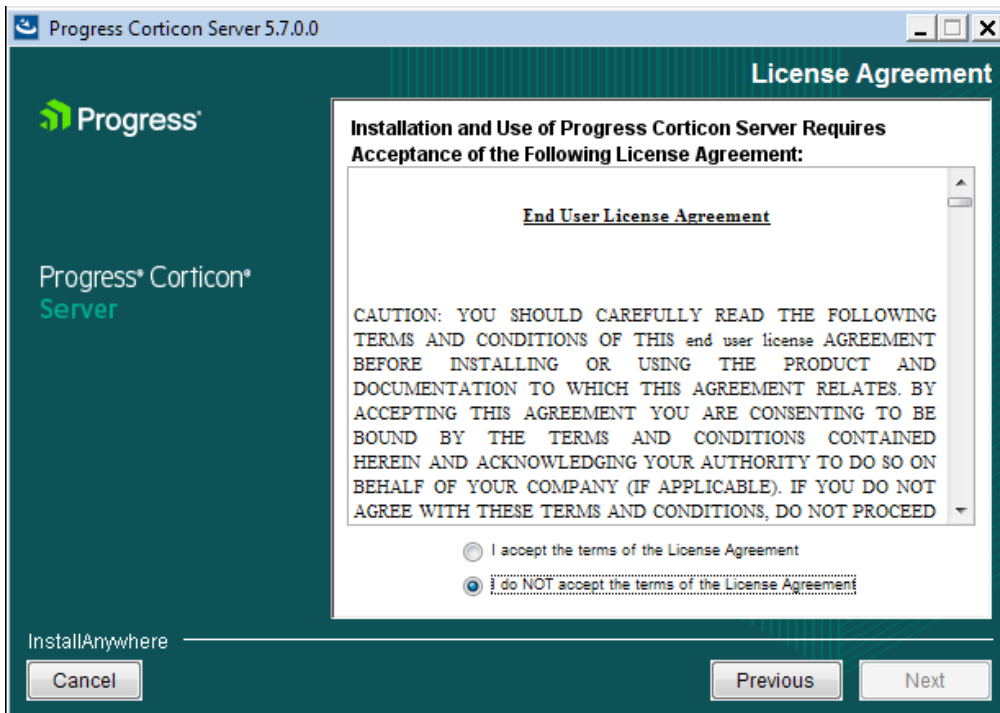 Progress Corticon Server 5.7.0.0
License Agreement
Progress®
Progress® Corticon®
Server
Installation and Use of Progress Corticon Server Requires
Acceptance of the Following License Agreement:
End User License Agreement
CAUTION: YOU SHOULD CAREFULLY READ THE FOLLOWING
TERMS AND CONDITIONS OF THIS end user license AGREEMENT
BEFORE INSTALLING OR USING THE PRODUCT AND
DOCUMENTATION TO WHICH THIS AGREEMENT RELATES. BY
ACCEPTING THIS AGREEMENT YOU ARE CONSENTING TO BE
BOUND BY THE TERMS AND CONDITIONS CONTAINED
HEREIN AND ACKNOWLEDGING YOUR AUTHORITY TO DO SO ON
BEHALF OF YOUR COMPANY (IF APPLICABLE). IF YOU DO NOT
AGREE WITH THESE TERMS AND CONDITIONS, DO NOT PROCEED
I accept the terms of the License Agreement
I do NOT accept the terms of the License Agreement
InstallAnywhere
Cancel
Previous
Next